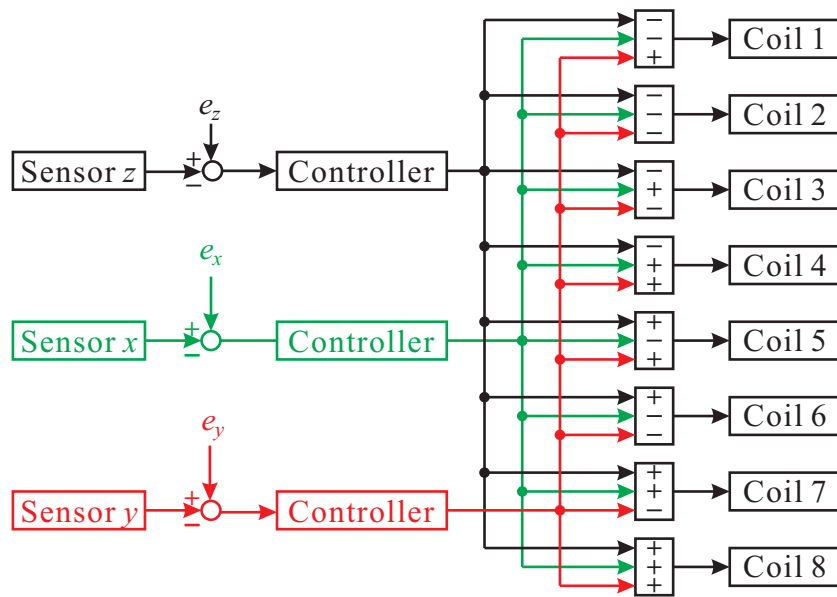 − − + Coil 1
e_z
− − − Coil 2
Sensor z + − Controller
− + − Coil 3
e_x
− + + Coil 4
Sensor x + − Controller
+ − + Coil 5
e_y
+ − − Coil 6
Sensor y + − Controller
+ + − Coil 7
+ + + Coil 8